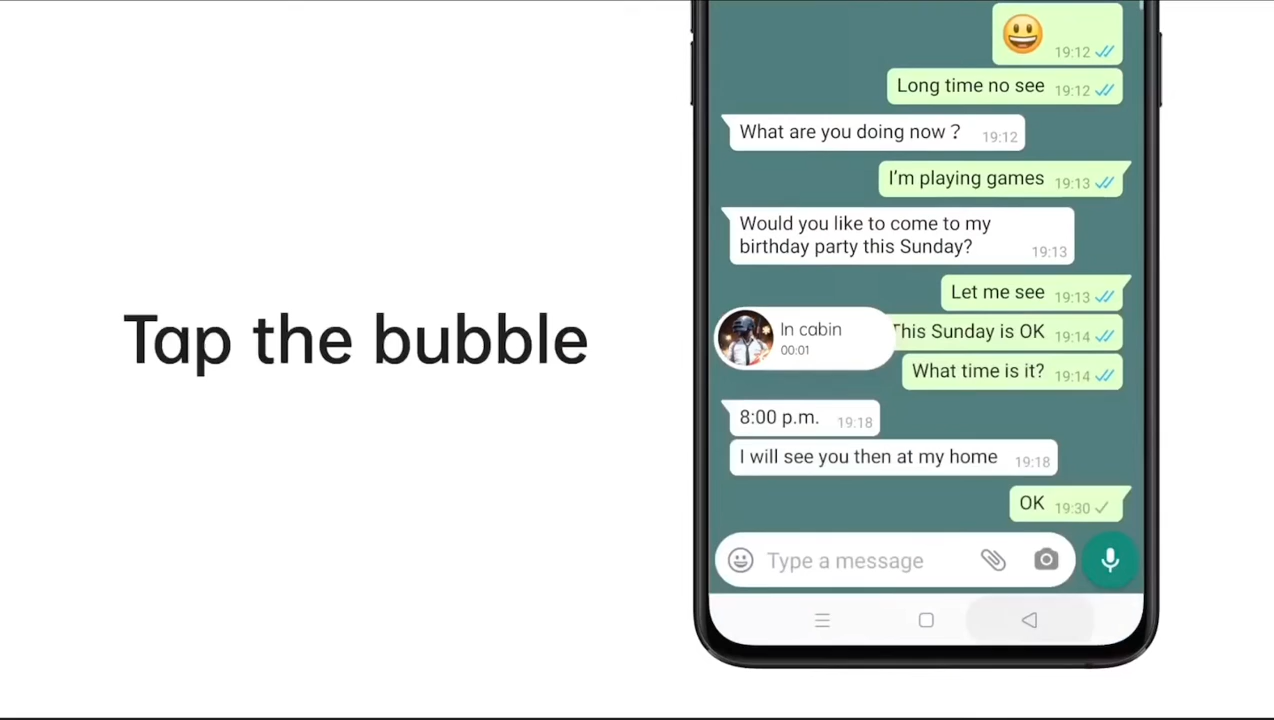 19:12
Long time no see 19:12
What are you doing now ? 19:12
I'm playing games 19:13
Would you like to come to my
birthday party this Sunday? 19:13
Let me see 19:13
In cabin
00:01
This Sunday is OK 19:14
What time is it? 19:14
8:00 p.m. 19:18
I will see you then at my home 19:18
OK 19:30
Type a message
Tap the bubble